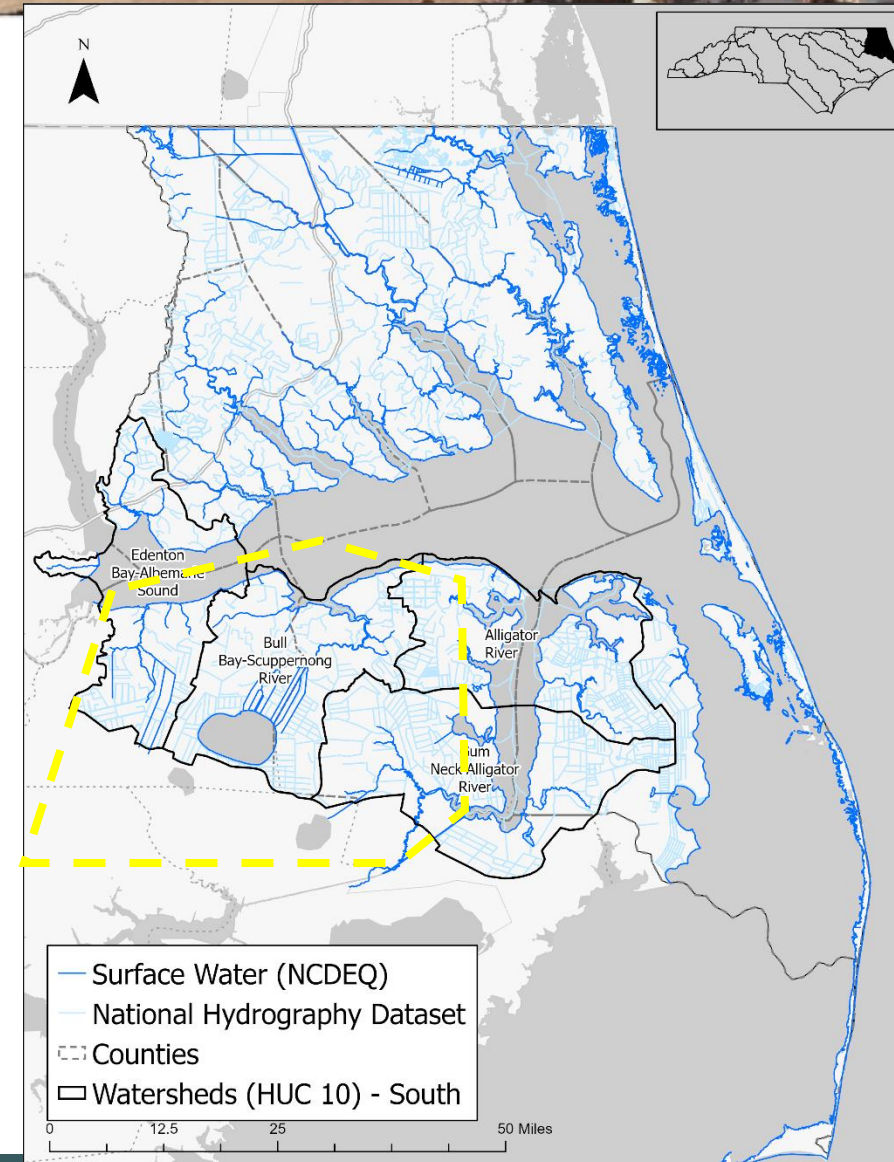 N
Edenton
Bay-Albemarle
Sound
Bull
Bay-Scuppernong
River
Alligator
River
Gum
Neck-Alligator
River
Surface Water (NCDEQ)
National Hydrography Dataset
Counties
Watersheds (HUC 10) - South
0 12.5 25 50 Miles